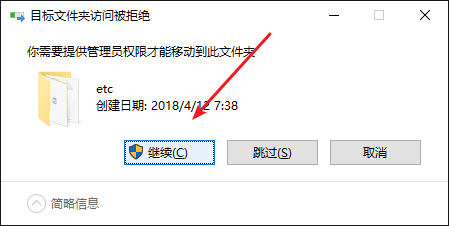 目标文件夹访问被拒绝
你需要提供管理员权限才能移动到此文件夹
etc
创建日期: 2018/4/12 7:38
继续(C)
跳过(S)
取消
简略信息